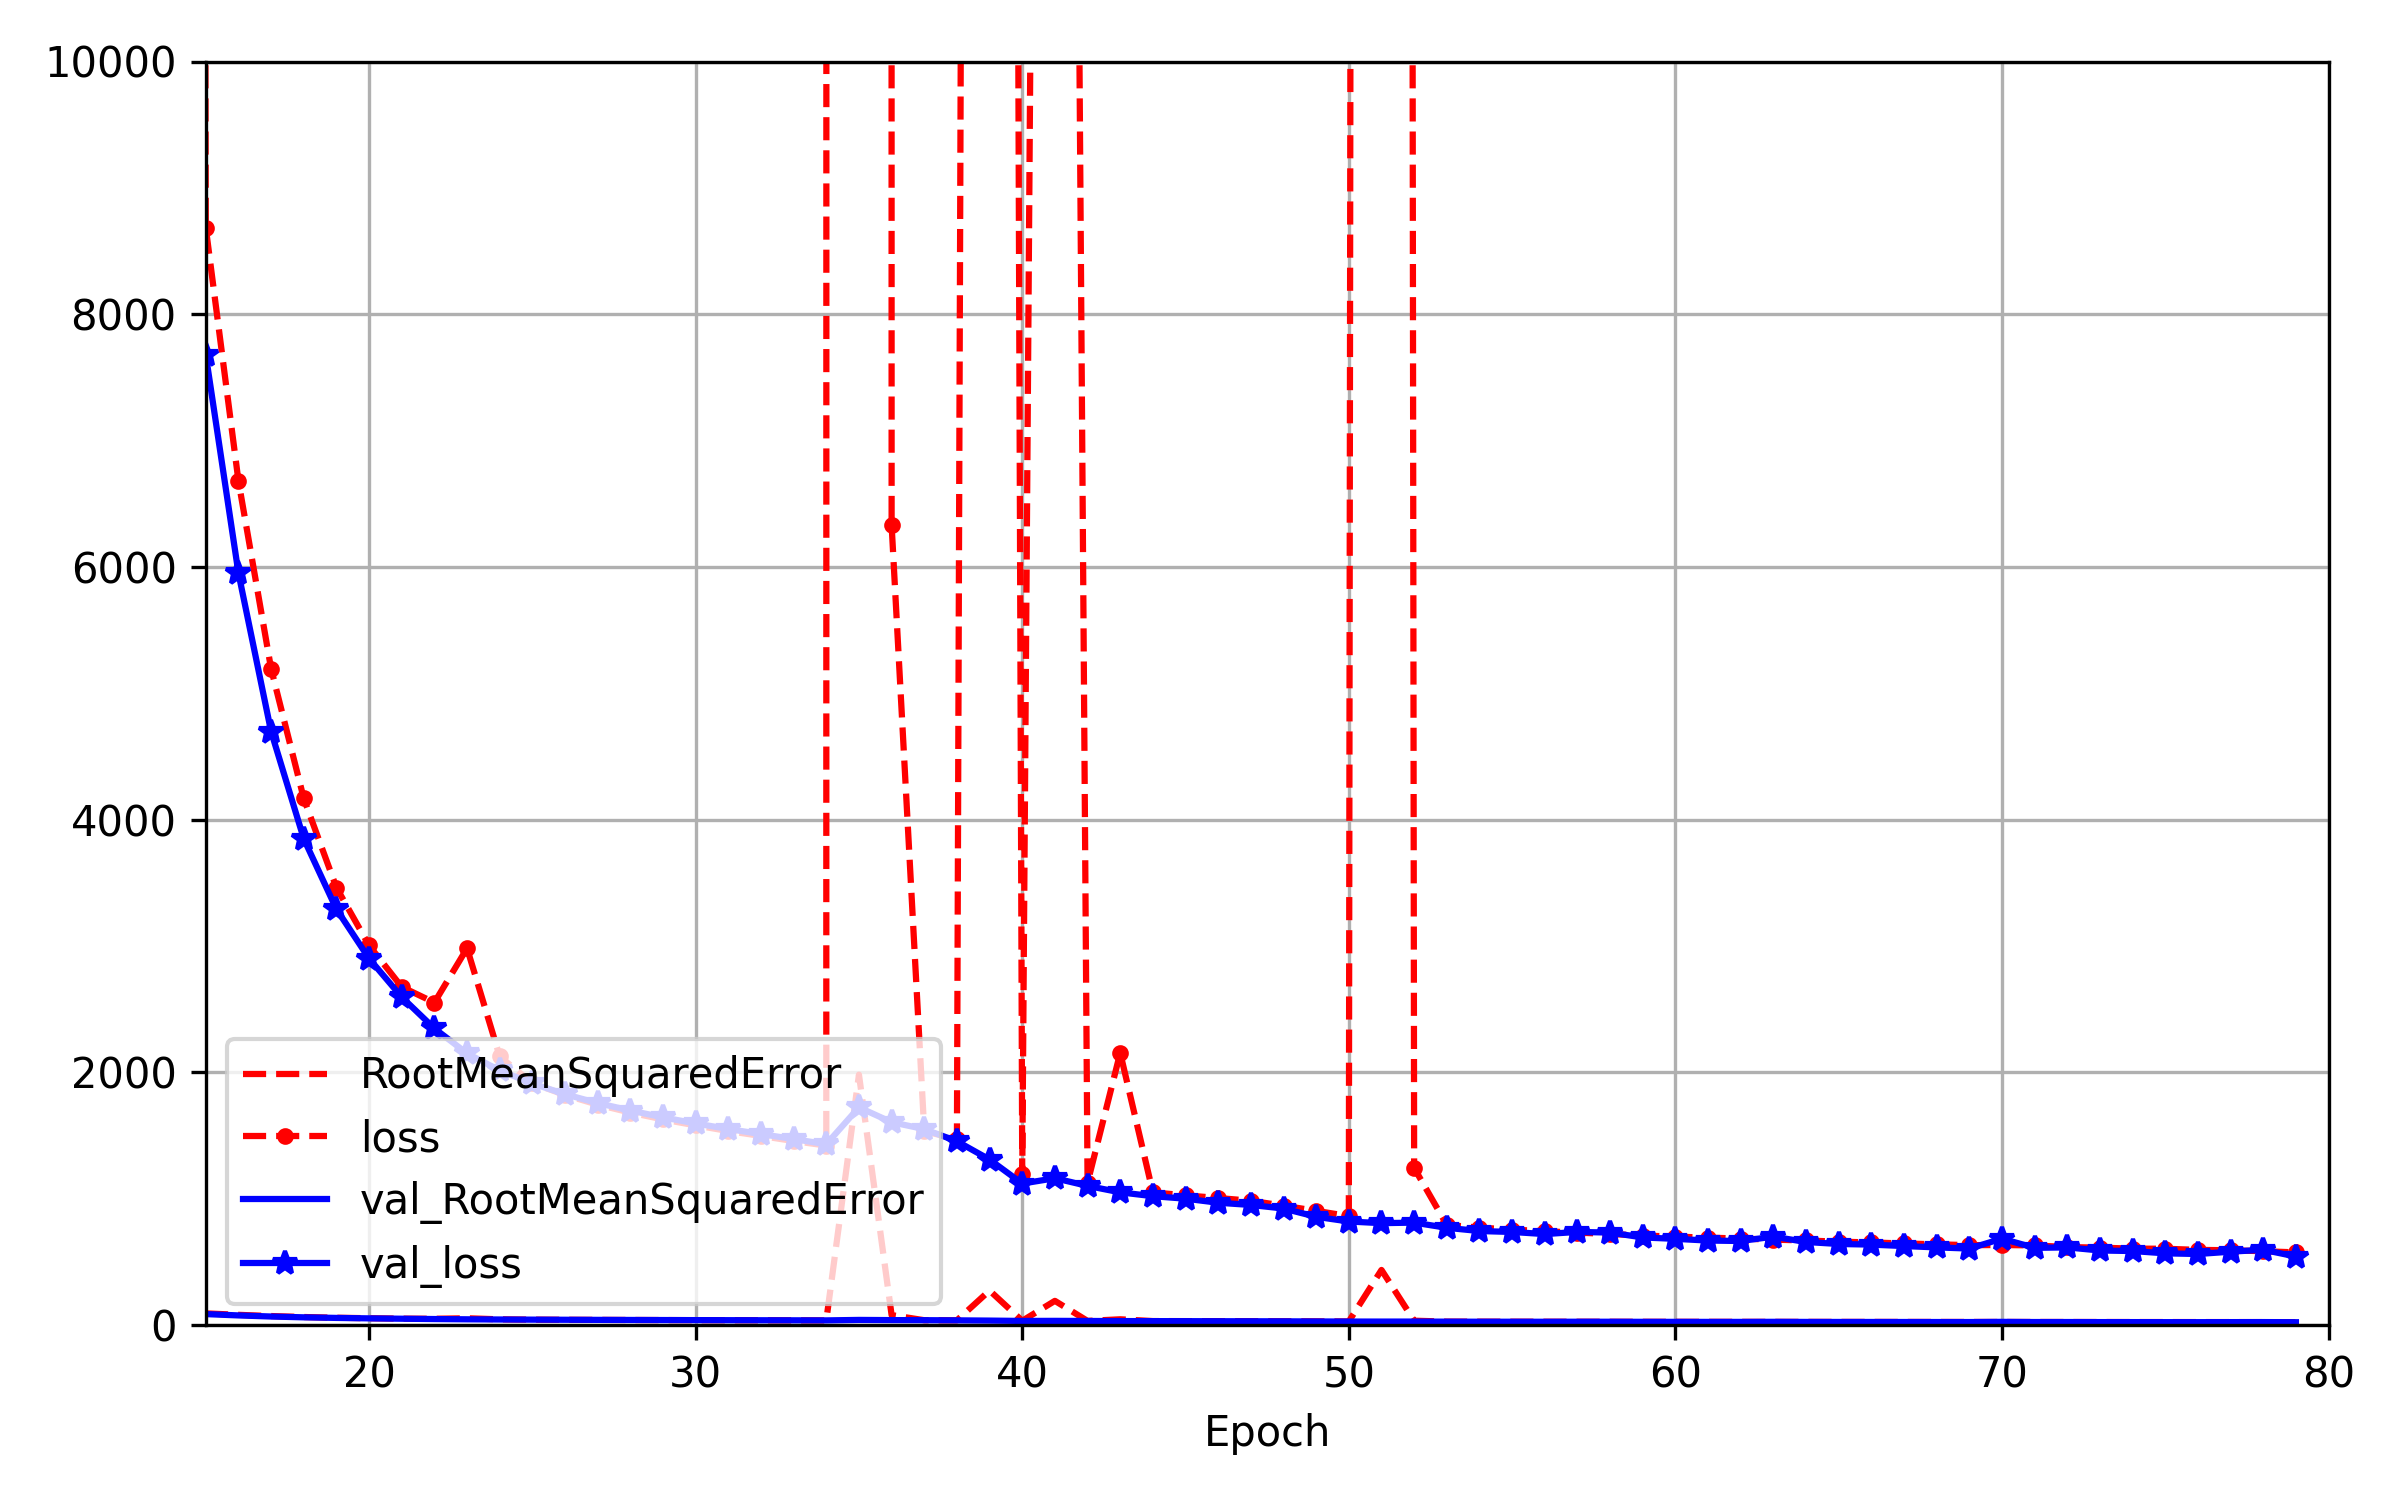 10000
8000
6000
4000
2000
0
RootMeanSquaredError
loss
val_RootMeanSquaredError
val_loss
20 30 40 50 60 70 80
Epoch